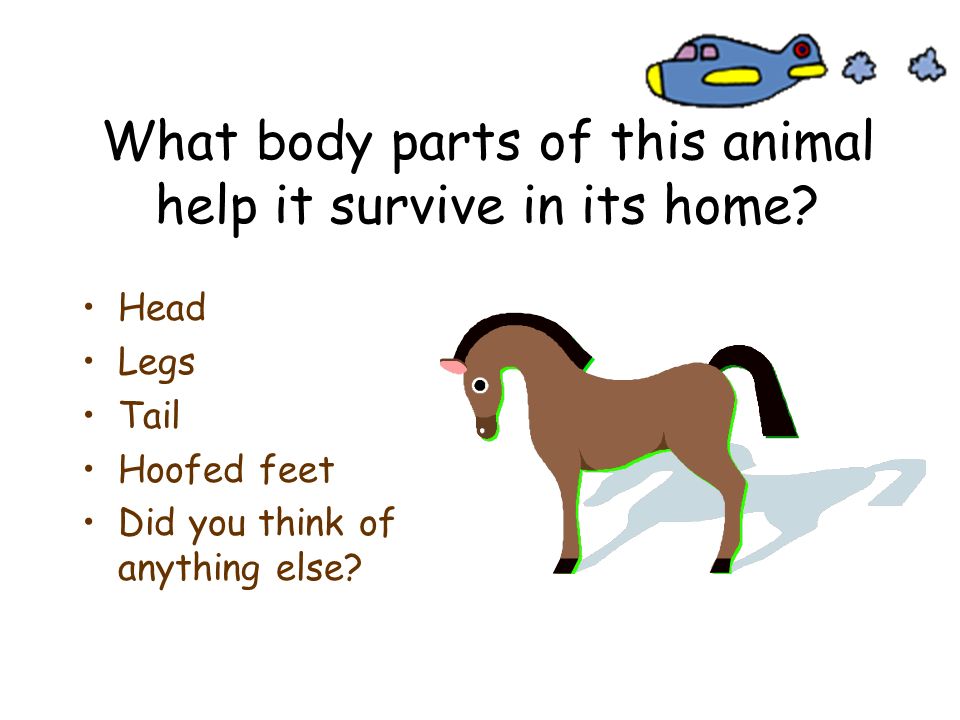 What body parts of this animal
help it survive in its home?
• Head
• Legs
• Tail
• Hoofed feet
• Did you think of
anything else?